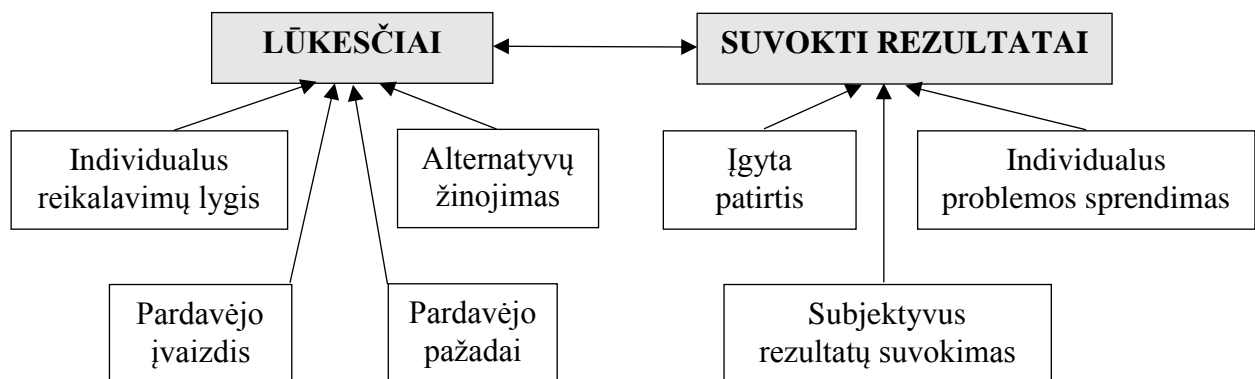 LŪKESČIAI
SUVOKTI REZULTATAI
Individualus
reikalavimų lygis
Alternatyvų
žinojimas
Įgyta
patirtis
Individualus
problemos sprendimas
Pardavėjo
įvaizdis
Pardavėjo
pažadai
Subjektyvus
rezultatų suvokimas